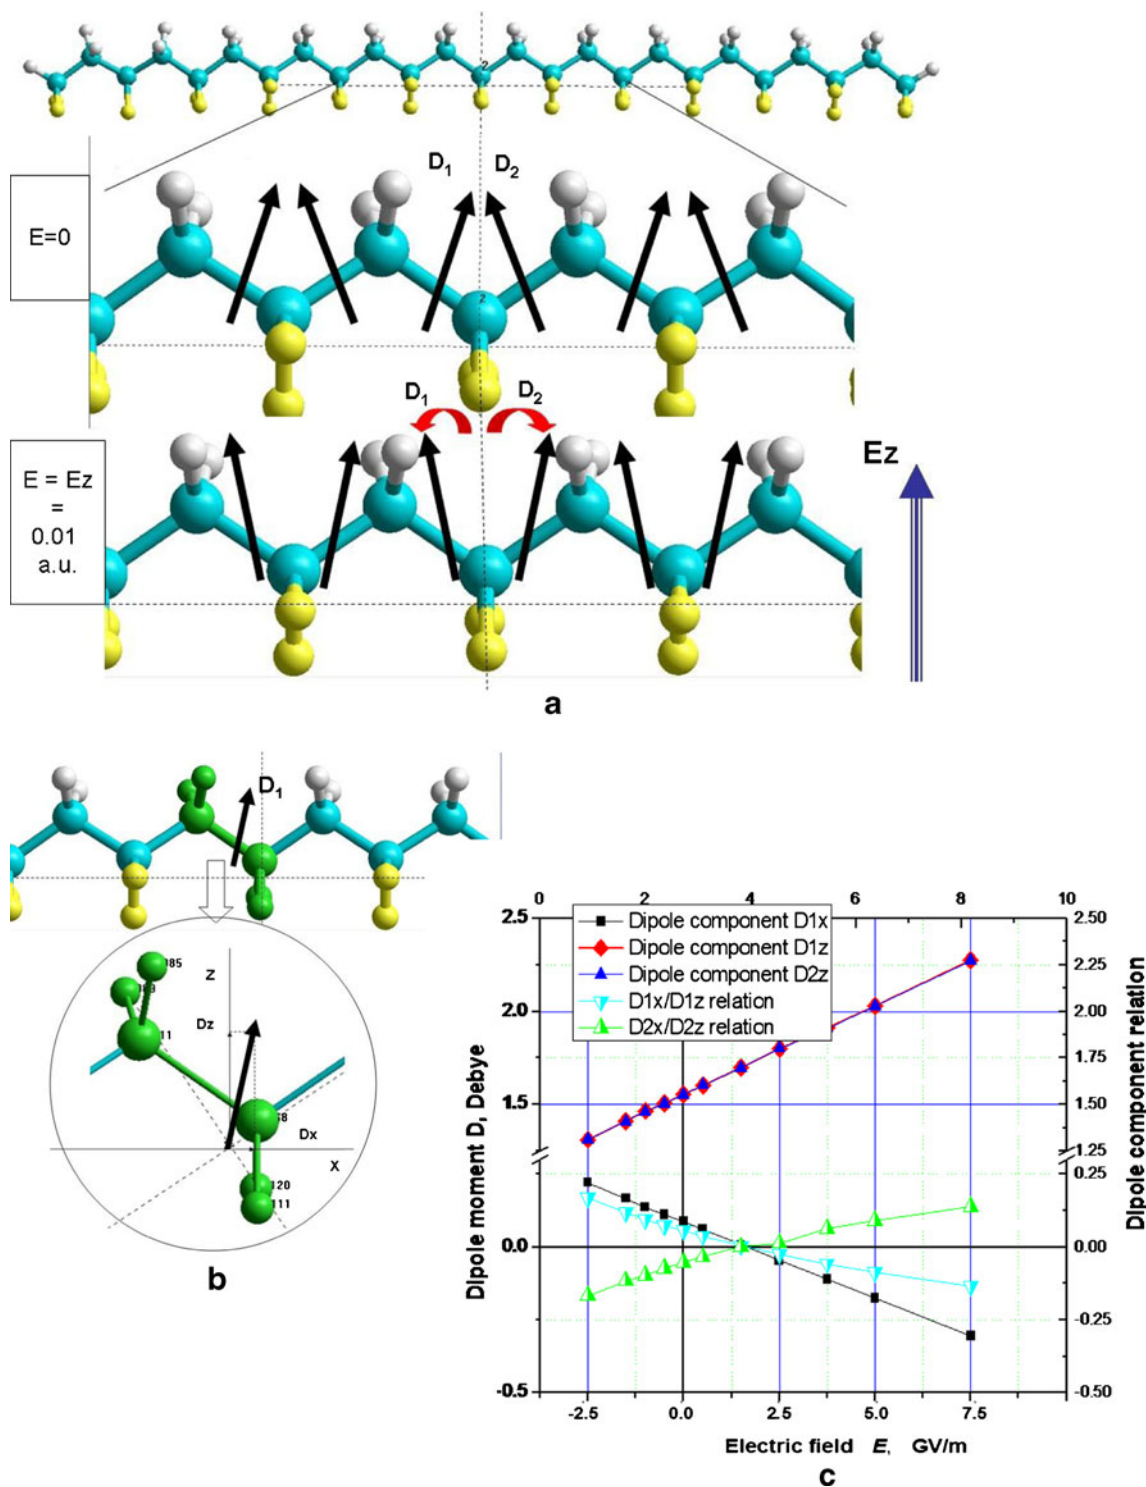 2
D1 D2
E=0
2
D1 D2
E = Ez
=
0.01
a.u.
Ez
a
D1
Z
Dz
Dx
X
185
11
120
111
b
0 2 4 6 8 10
Dipole component D1x
Dipole component D1z
Dipole component D2z
D1x/D1z relation
D2x/D2z relation
Dipole moment D, Debye
2.5
2.0
1.5
0.0
-0.5
2.50
2.25
2.00
1.75
1.50
1.25
0.25
0.00
-0.25
-0.50
Dipole component relation
-2.5 0.0 2.5 5.0 7.5
Electric field E, GV/m
c